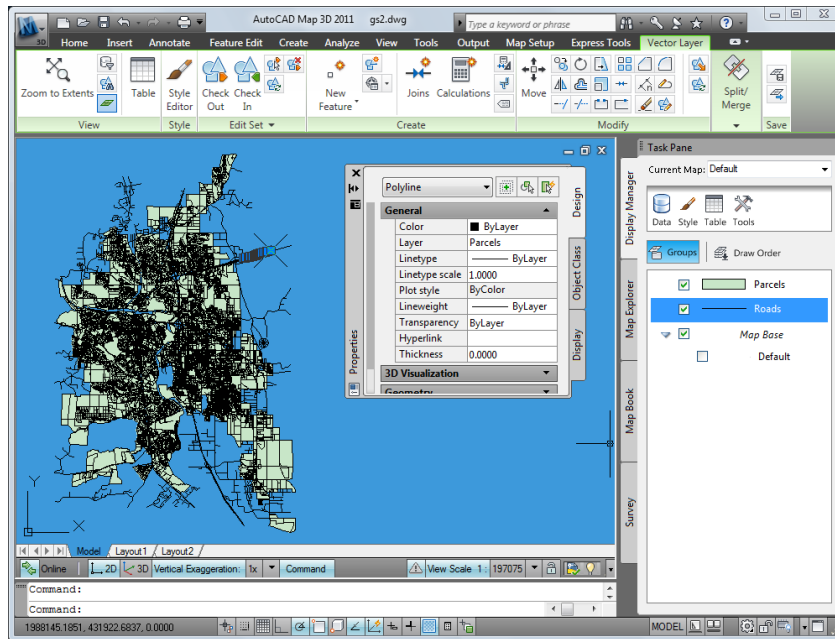 AutoCAD Map 3D 2011 gs2.dwg
Type a keyword or phrase
3D
Home Insert Annotate Feature Edit Create Analyze View Tools Output Map Setup Express Tools Vector Layer
Zoom to Extents
Table
Style Editor
Check Out
Check In
New Feature
Joins
Calculations
Move
Split/ Merge
View Style Edit Set Create Modify Save
Task Pane
Current Map: Default
Data Style Table Tools
Groups Draw Order
Parcels
Roads
Map Base
Default
Display Manager
Map Explorer
Map Book
Survey
Polyline
General
Color ByLayer
Layer Parcels
Linetype ByLayer
Linetype scale 1.0000
Plot style ByColor
Lineweight ByLayer
Transparency ByLayer
Hyperlink
Thickness 0.0000
3D Visualization
Geometry
Design
Object Class
Display
Properties
Y
X
Model Layout1 Layout2
Online 2D 3D Vertical Exaggeration: 1x Command View Scale 1 : 197075
Command:
Command:
1988145.1851, 431922.6837, 0.0000 MODEL